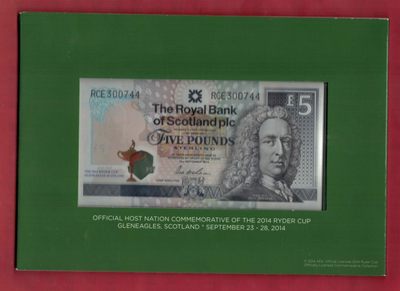 RCE300744
RCE300744
The Royal Bank
of Scotland plc
£5
FIVE POUNDS
STERLING
OFFICIAL HOST NATION COMMEMORATIVE OF THE 2014 RYDER CUP
GLENEAGLES, SCOTLAND * SEPTEMBER 23 - 28, 2014